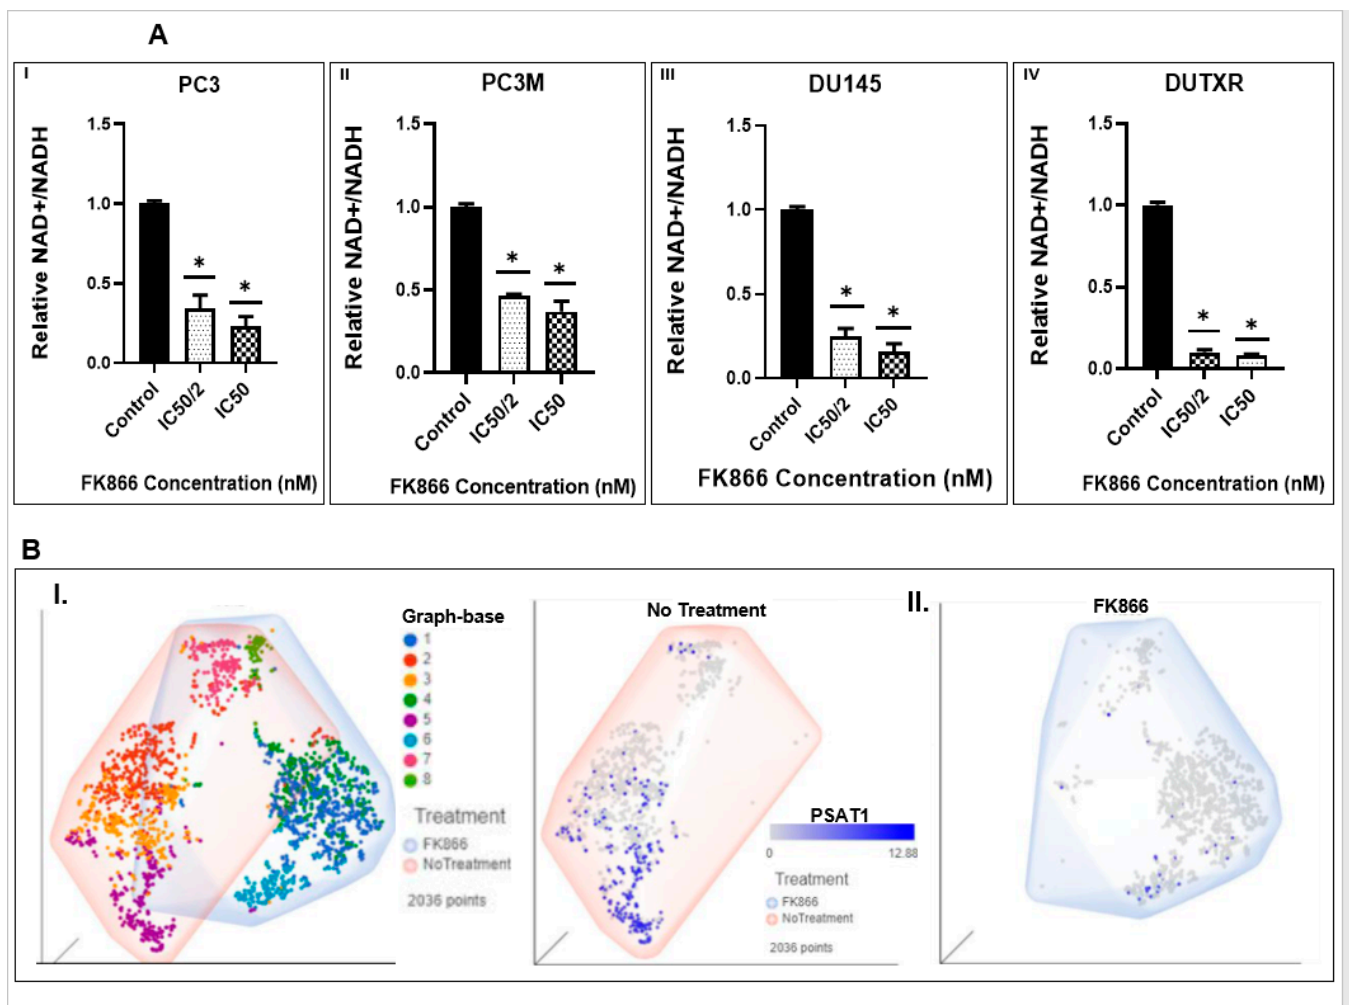 A
I
PC3
Relative NAD+/NADH
1.5
1.0
0.5
0.0
*
*
Control
IC50/2
IC50
FK866 Concentration (nM)
II
PC3M
Relative NAD+/NADH
1.5
1.0
0.5
0.0
*
*
Control
IC50/2
IC50
FK866 Concentration (nM)
III
DU145
Relative NAD+/NADH
1.5
1.0
0.5
0.0
*
*
Control
IC50/2
IC50
FK866 Concentration (nM)
IV
DUTXR
Relative NAD+/NADH
1.5
1.0
0.5
0.0
*
*
Control
IC50/2
IC50
FK866 Concentration (nM)
B
I.
Graph-base
1
2
3
4
5
6
7
8
Treatment
FK866
NoTreatment
2036 points
No Treatment
PSAT1
0 12.88
Treatment
FK866
NoTreatment
2036 points
II.
FK866